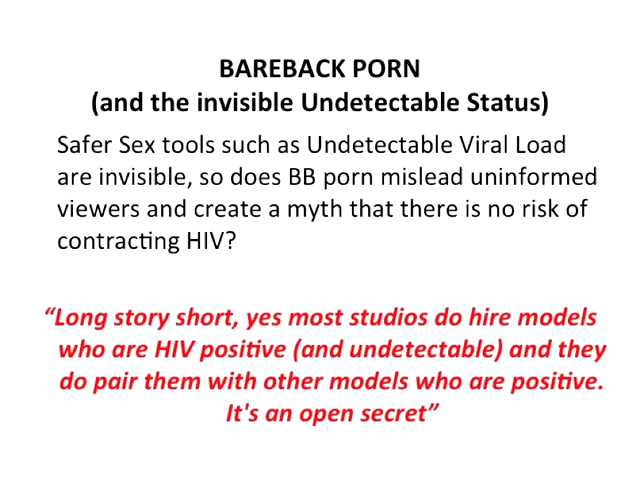 BAREBACK PORN
(and the invisible Undetectable Status)
Safer Sex tools such as Undetectable Viral Load
are invisible, so does BB porn mislead uninformed
viewers and create a myth that there is no risk of
contracting HIV?
“Long story short, yes most studios do hire models
who are HIV positive (and undetectable) and they
do pair them with other models who are positive.
It's an open secret”